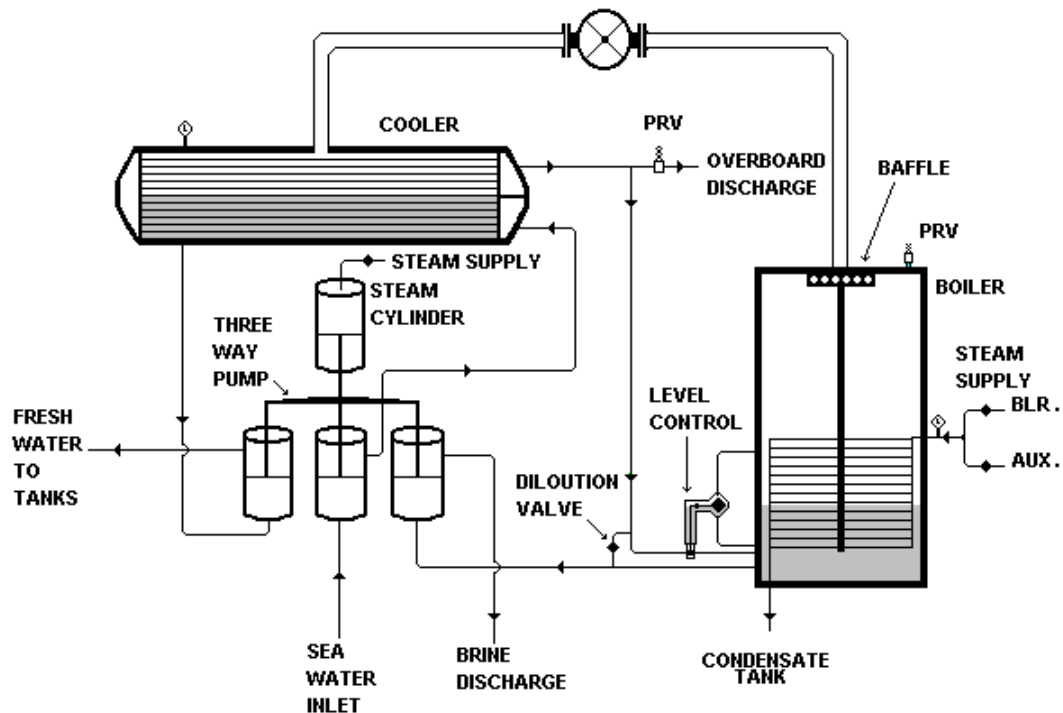 COOLER
PRV
OVERBOARD
DISCHARGE
BAFFLE
PRV
BOILER
STEAM SUPPLY
STEAM
CYLINDER
THREE
WAY
PUMP
STEAM
SUPPLY
BLR.
AUX.
LEVEL
CONTROL
FRESH
WATER
TO
TANKS
DILOUTION
VALVE
SEA
WATER
INLET
BRINE
DISCHARGE
CONDENSATE
TANK